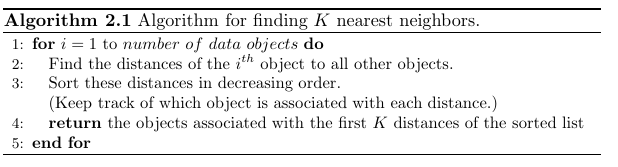 Algorithm 2.1 Algorithm for finding K nearest neighbors.
1: for i = 1 to number of data objects do
2: Find the distances of the i^th object to all other objects.
3: Sort these distances in decreasing order.
(Keep track of which object is associated with each distance.)
4: return the objects associated with the first K distances of the sorted list
5: end for